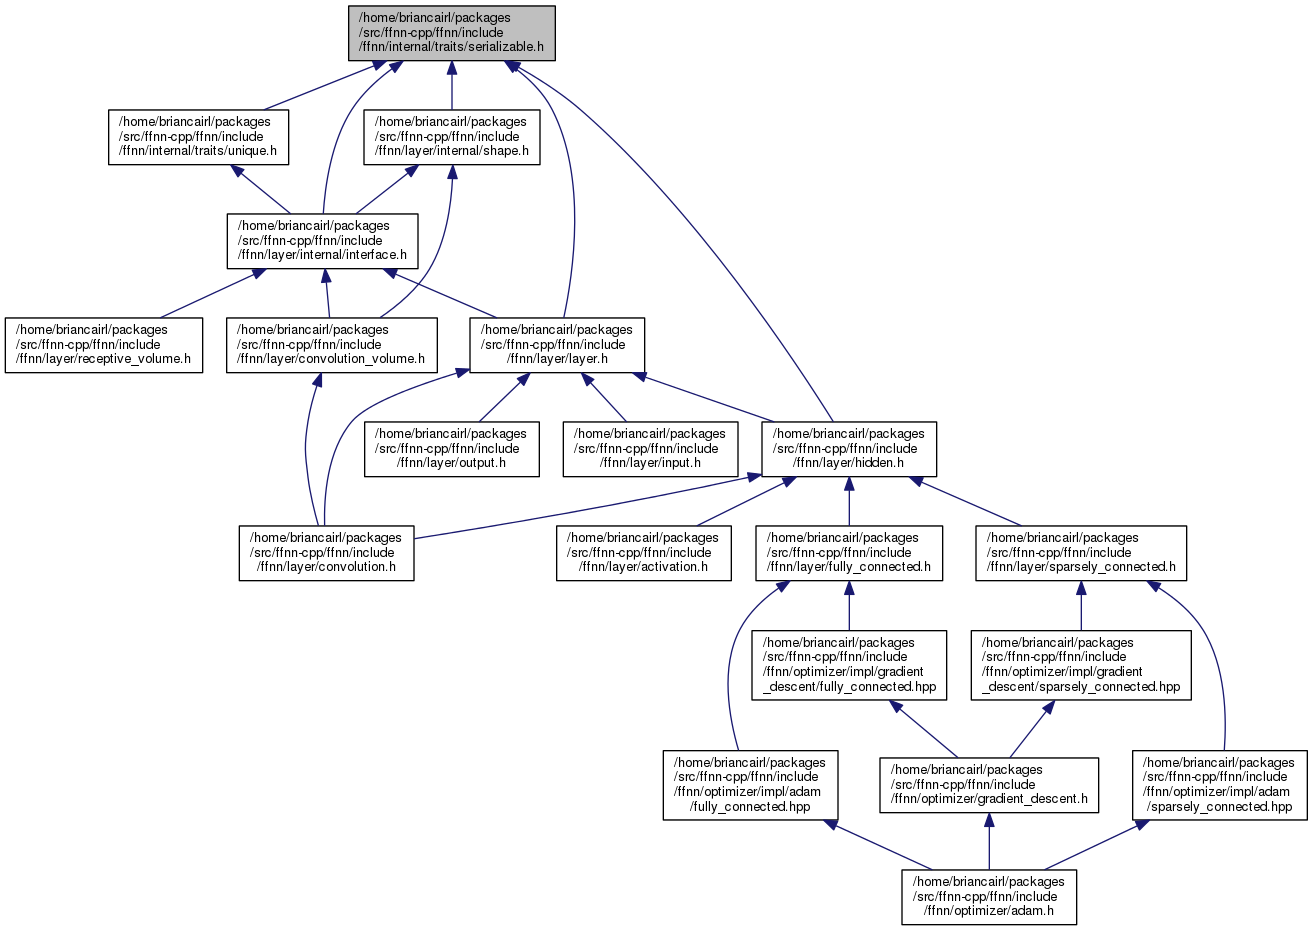 /home/briancairl/packages
/src/ffnn-cpp/ffnn/include
/ffnn/internal/traits/serializable.h
/home/briancairl/packages
/src/ffnn-cpp/ffnn/include
/ffnn/internal/traits/unique.h
/home/briancairl/packages
/src/ffnn-cpp/ffnn/include
/ffnn/layer/internal/shape.h
/home/briancairl/packages
/src/ffnn-cpp/ffnn/include
/ffnn/layer/internal/interface.h
/home/briancairl/packages
/src/ffnn-cpp/ffnn/include
/ffnn/layer/receptive_volume.h
/home/briancairl/packages
/src/ffnn-cpp/ffnn/include
/ffnn/layer/convolution_volume.h
/home/briancairl/packages
/src/ffnn-cpp/ffnn/include
/ffnn/layer/layer.h
/home/briancairl/packages
/src/ffnn-cpp/ffnn/include
/ffnn/layer/output.h
/home/briancairl/packages
/src/ffnn-cpp/ffnn/include
/ffnn/layer/input.h
/home/briancairl/packages
/src/ffnn-cpp/ffnn/include
/ffnn/layer/hidden.h
/home/briancairl/packages
/src/ffnn-cpp/ffnn/include
/ffnn/layer/convolution.h
/home/briancairl/packages
/src/ffnn-cpp/ffnn/include
/ffnn/layer/activation.h
/home/briancairl/packages
/src/ffnn-cpp/ffnn/include
/ffnn/layer/fully_connected.h
/home/briancairl/packages
/src/ffnn-cpp/ffnn/include
/ffnn/layer/sparsely_connected.h
/home/briancairl/packages
/src/ffnn-cpp/ffnn/include
/ffnn/optimizer/impl/gradient
_descent/fully_connected.hpp
/home/briancairl/packages
/src/ffnn-cpp/ffnn/include
/ffnn/optimizer/impl/gradient
_descent/sparsely_connected.hpp
/home/briancairl/packages
/src/ffnn-cpp/ffnn/include
/ffnn/optimizer/impl/adam
/fully_connected.hpp
/home/briancairl/packages
/src/ffnn-cpp/ffnn/include
/ffnn/optimizer/gradient_descent.h
/home/briancairl/packages
/src/ffnn-cpp/ffnn/include
/ffnn/optimizer/impl/adam
/sparsely_connected.hpp
/home/briancairl/packages
/src/ffnn-cpp/ffnn/include
/ffnn/optimizer/adam.h